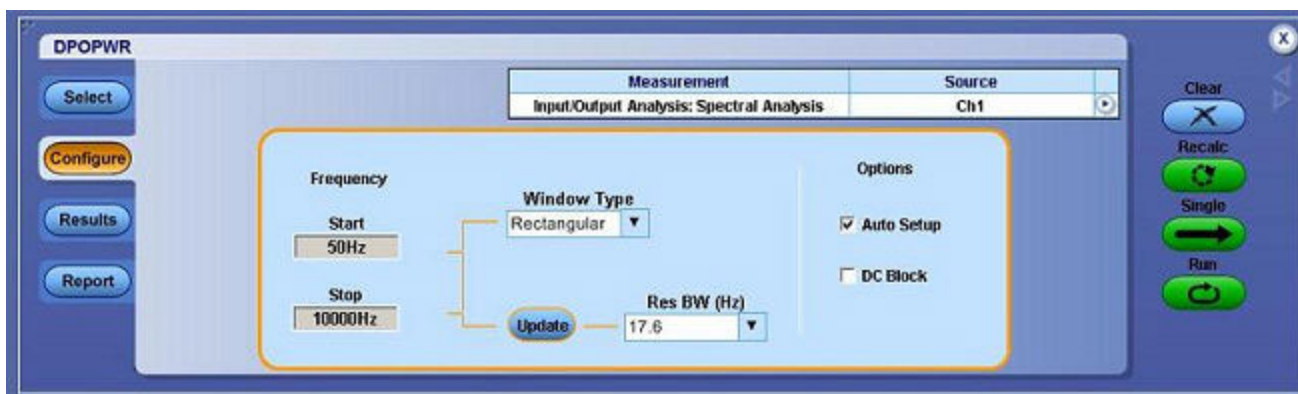 DPOPWR
Select
Configure
Results
Report
Measurement Source
Input/Output Analysis: Spectral Analysis Ch1
Frequency
Start
50Hz
Stop
10000Hz
Window Type
Rectangular
Update
Res BW (Hz)
17.6
Options
Auto Setup
DC Block
Clear
Recalc
Single
Run
X